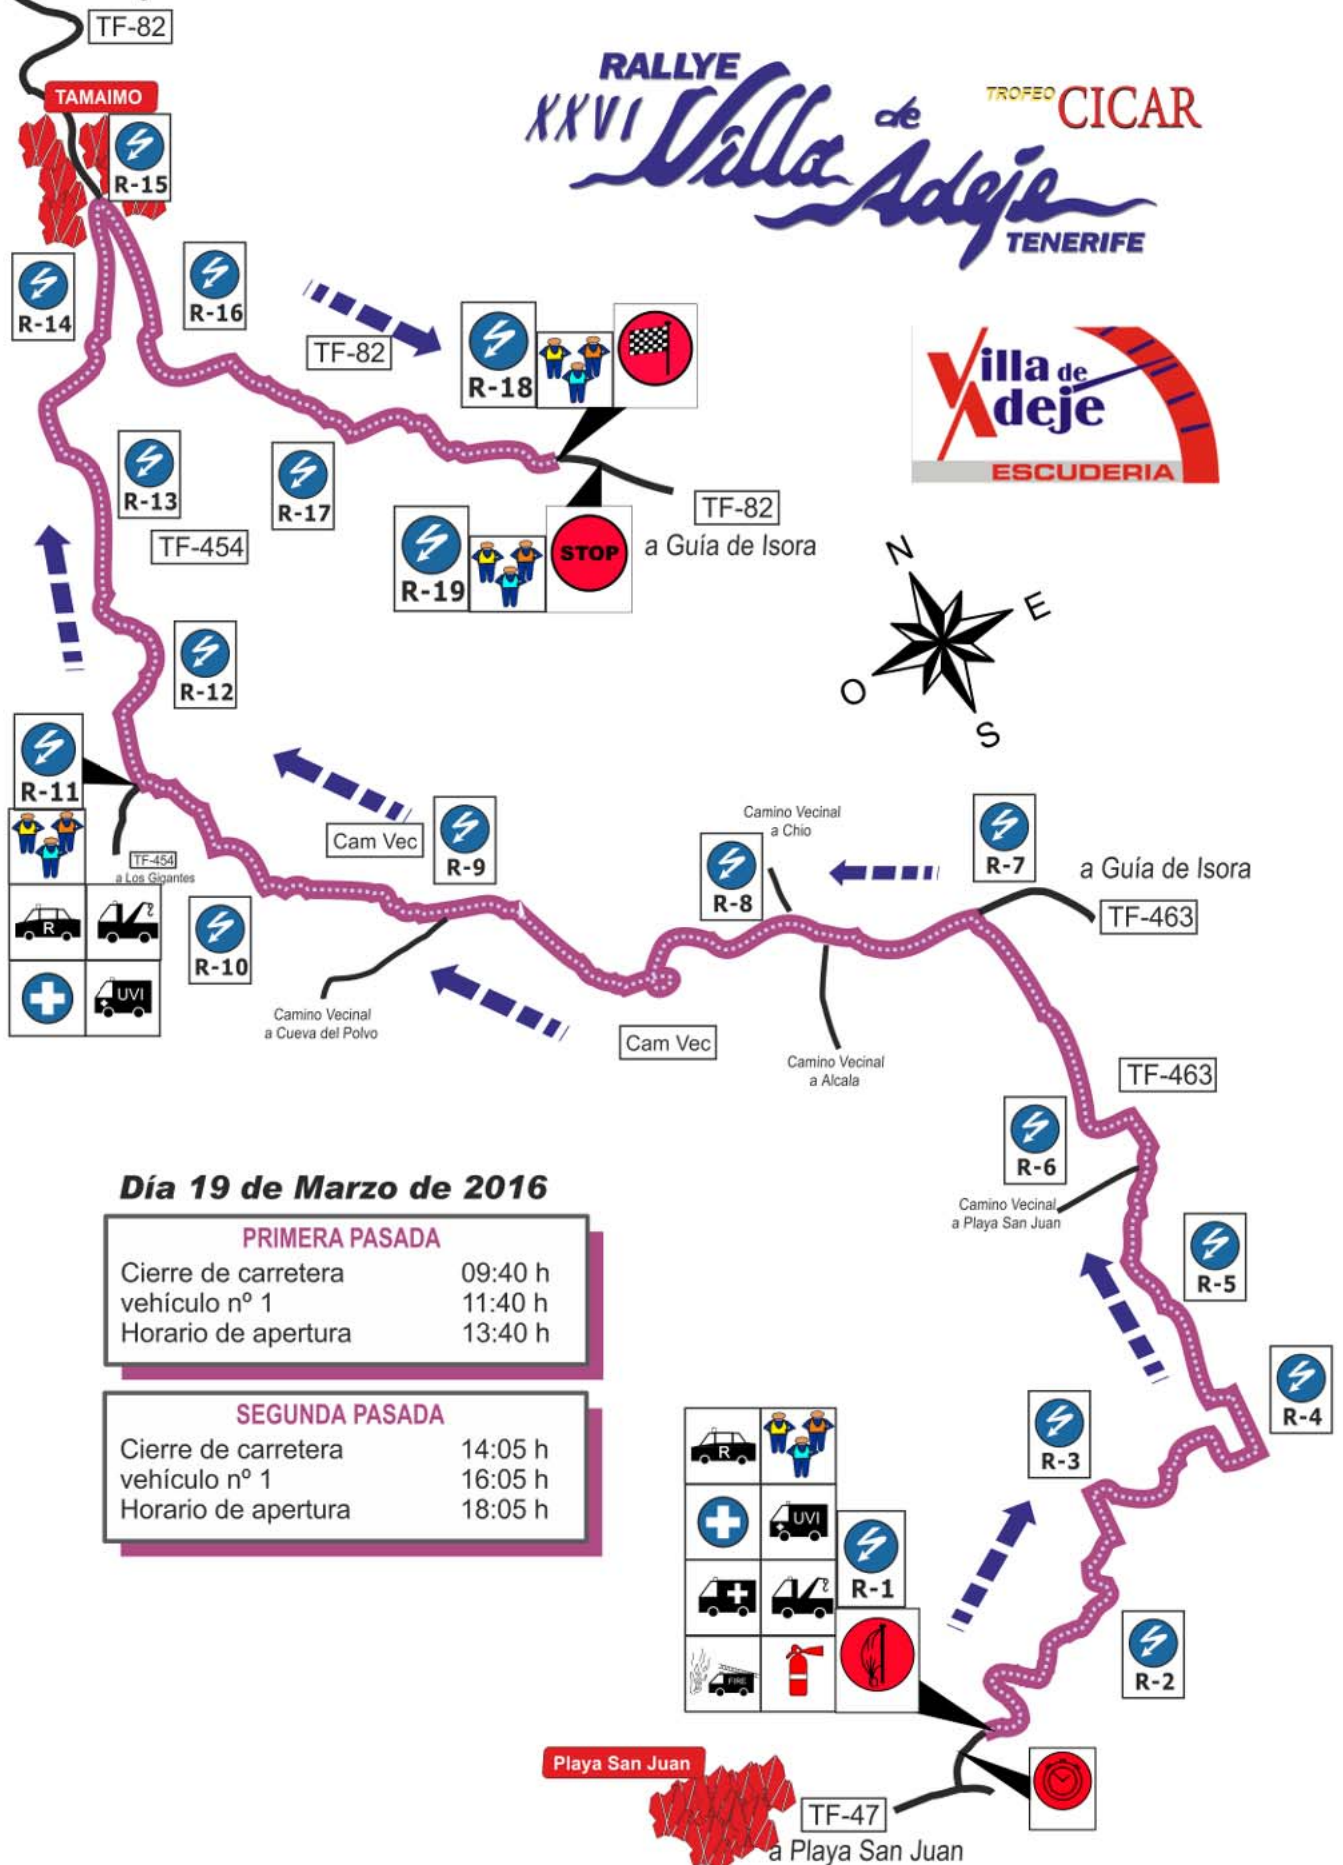 TF-82
TAMAIMO
R-15
RALLYE
XXVI Villa de Adeje
TENERIFE
TROFEO CICAR
R-14
R-16
TF-82
R-18
Villa de
Adeje
ESCUDERIA
R-13
R-17
TF-82
a Guía de Isora
TF-454
R-19
STOP
N
E
O
S
R-12
R-11
TF-454
a Los Gigantes
R
UVI
R-10
Cam Vec
R-9
Camino Vecinal
a Cueva del Polvo
Camino Vecinal
a Chio
R-8
R-7
a Guía de Isora
TF-463
Cam Vec
Camino Vecinal
a Alcala
TF-463
R-6
Camino Vecinal
a Playa San Juan
R-5
R-4
R-3
Día 19 de Marzo de 2016
PRIMERA PASADA
Cierre de carretera 09:40 h
vehículo nº 1 11:40 h
Horario de apertura 13:40 h
SEGUNDA PASADA
Cierre de carretera 14:05 h
vehículo nº 1 16:05 h
Horario de apertura 18:05 h
R
UVI
R-1
FIRE
R-2
Playa San Juan
TF-47
a Playa San Juan